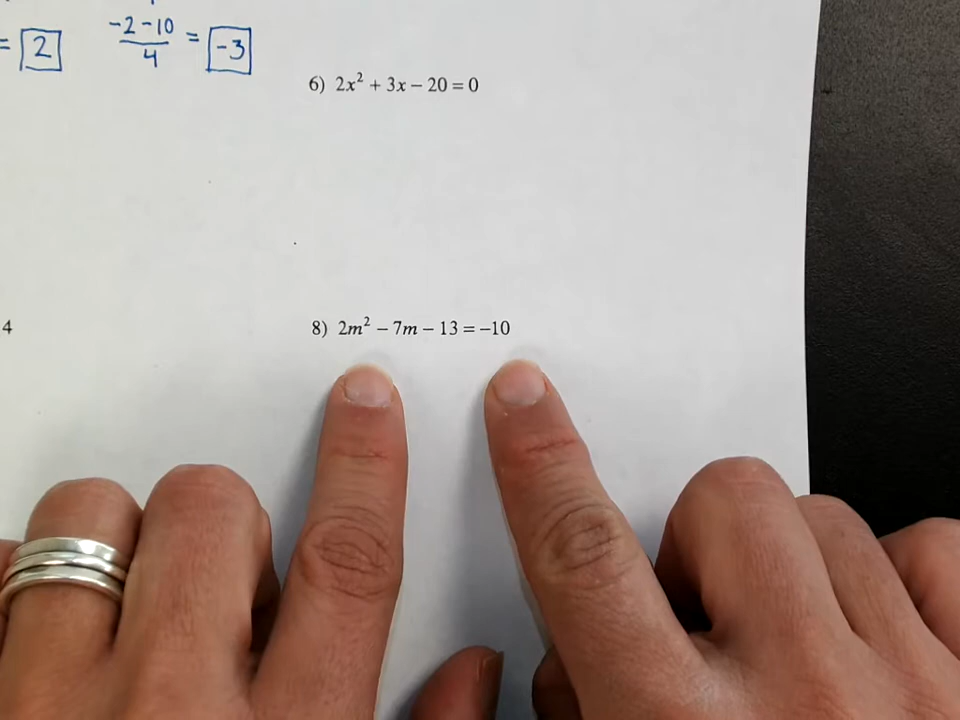 = 2 -2-10/4 = -3
6) 2x² + 3x − 20 = 0
4 8) 2m² − 7m − 13 = −10